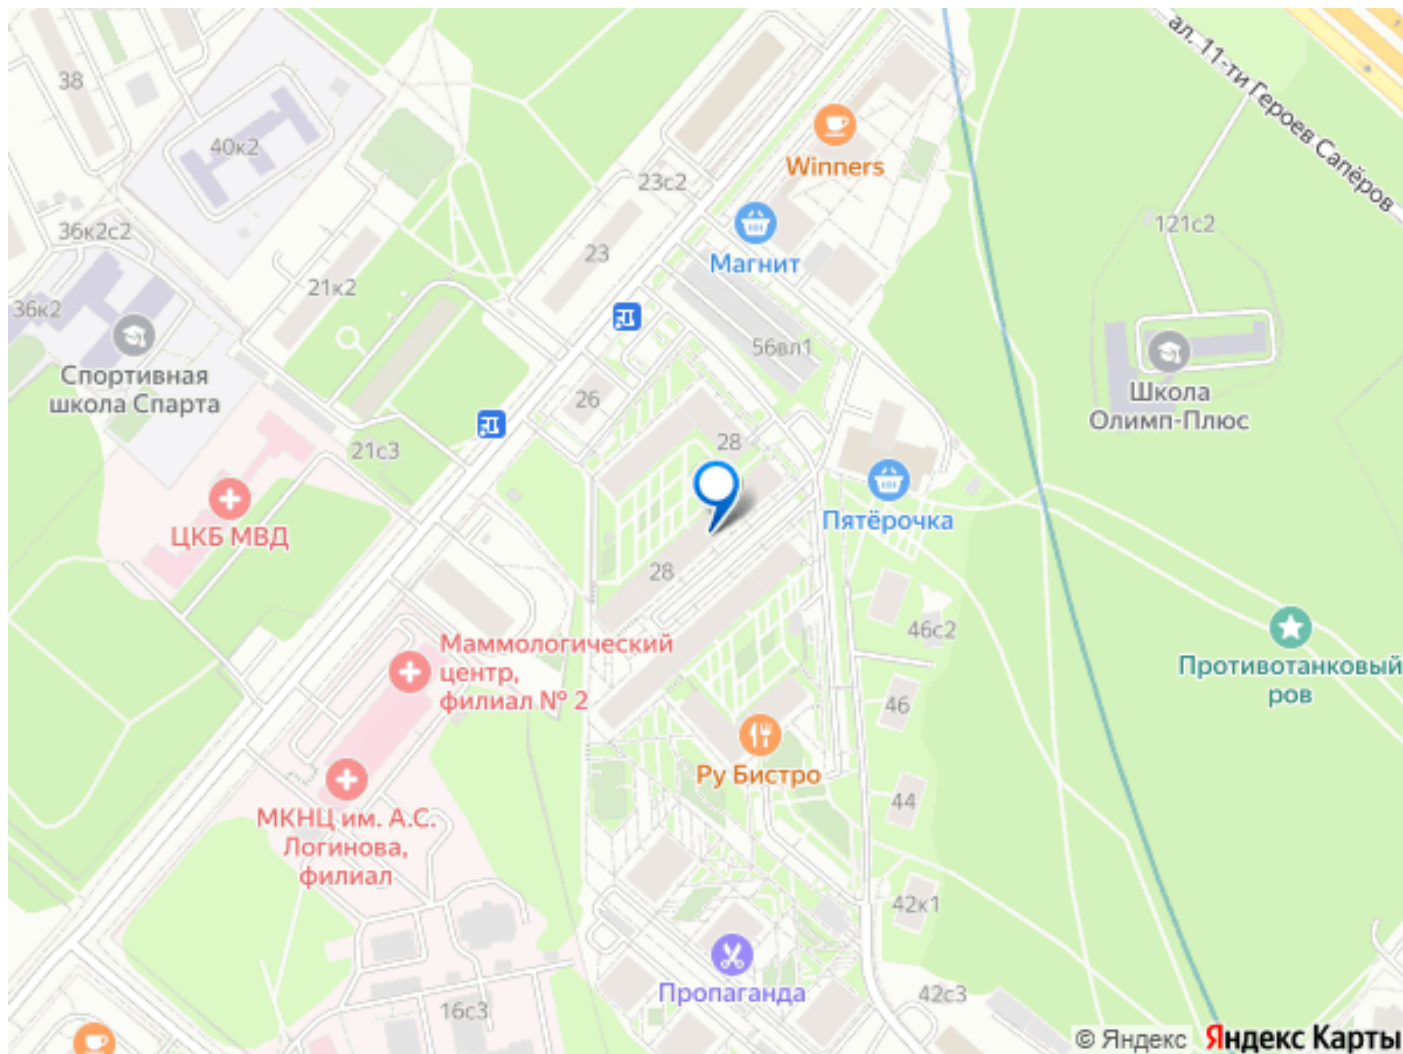 38
ал. 11-ти Героев Сапёров
40к2
Winners
23с2
36к2с2
121с2
23
Магнит
21к2
36к2
56вл1
Спортивная
школа Спарта
26
Школа
Олимп-Плюс
28
21с3
ЦКБ МВД
Пятёрочка
28
46с2
Маммологический
центр,
филиал № 2
Противотанковый
ров
46
Ру Бистро
44
МКНЦ им. А.С.
Логинова,
филиал
42к1
Пропаганда
42с3
16с3
© Яндекс Яндекс Карты